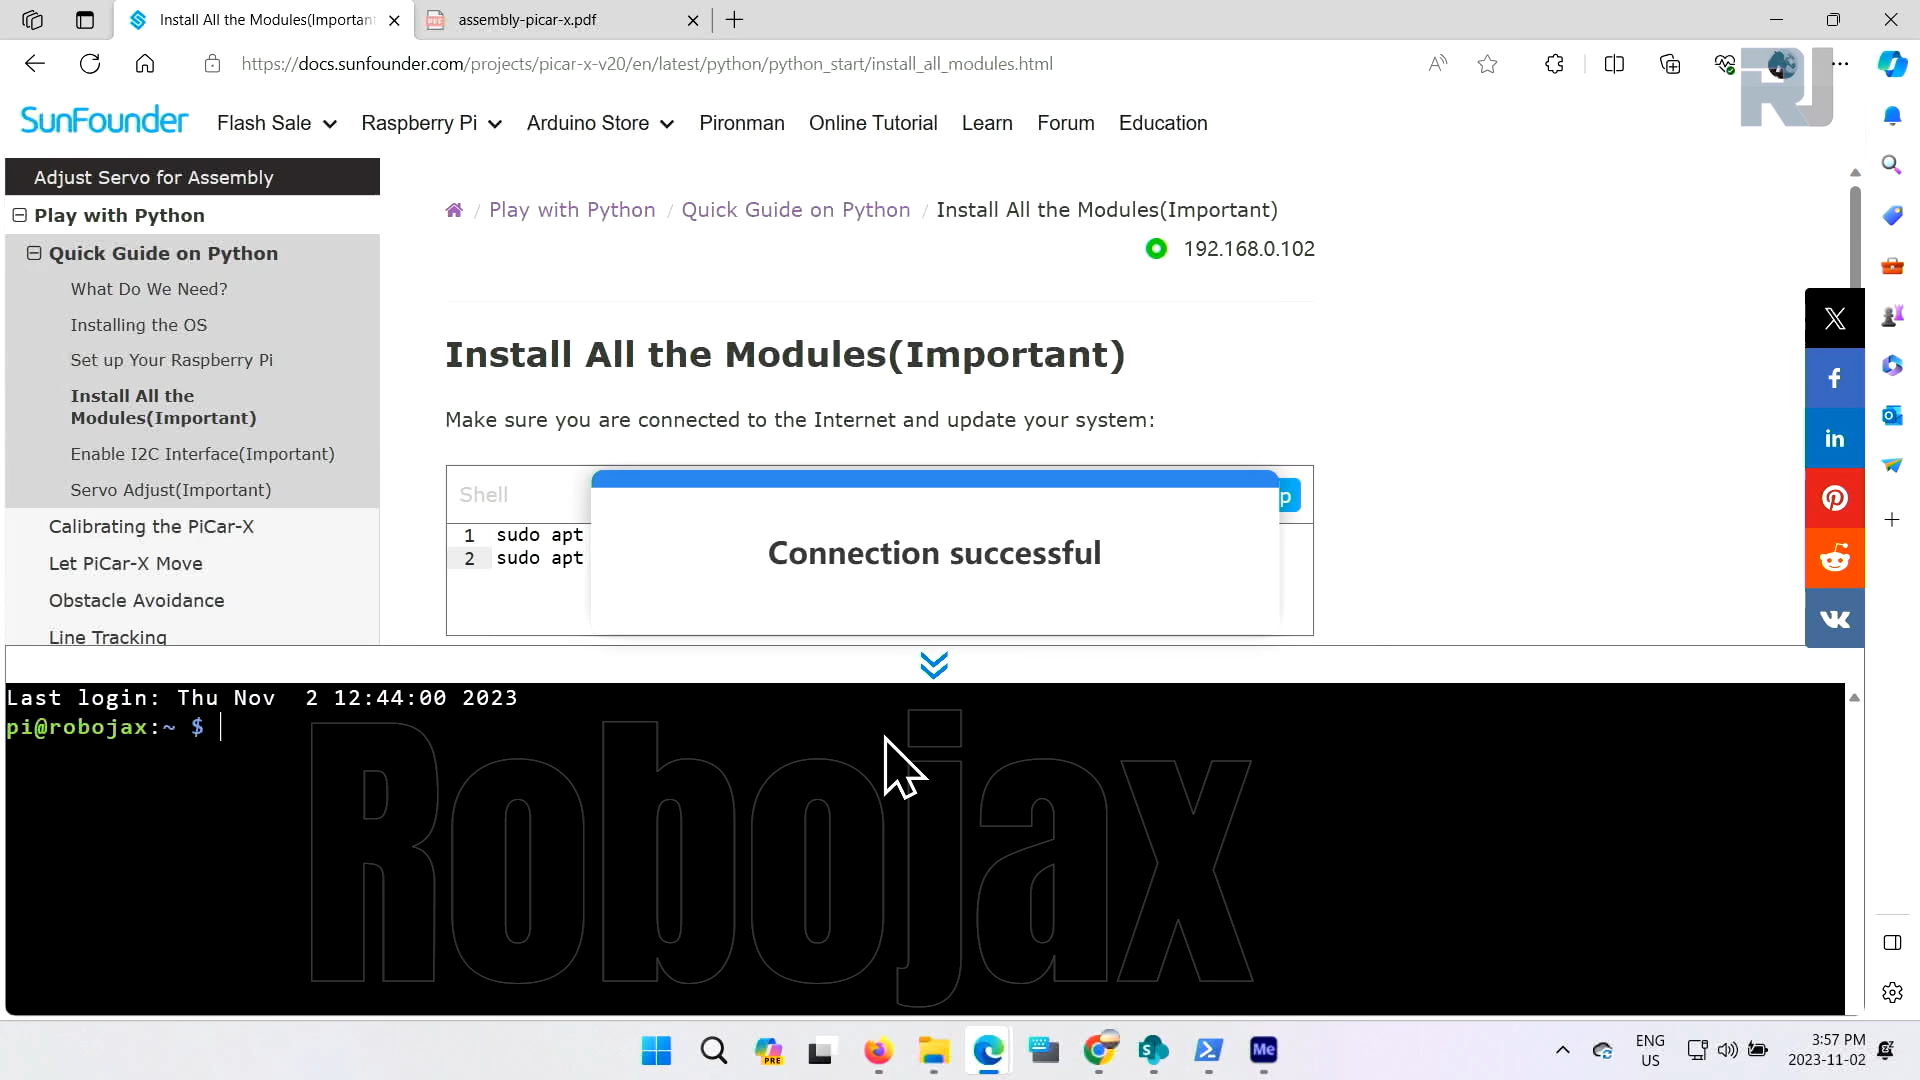 Install All the Modules(Important
assembly-picar-x.pdf
https://docs.sunfounder.com/projects/picar-x-v20/en/latest/python/python_start/install_all_modules.html
RJ
SunFounder
Flash Sale
Raspberry Pi
Arduino Store
Pironman
Online Tutorial
Learn
Forum
Education
Adjust Servo for Assembly
Play with Python
Quick Guide on Python
What Do We Need?
Installing the OS
Set up Your Raspberry Pi
Install All the
Modules(Important)
Enable I2C Interface(Important)
Servo Adjust(Important)
Calibrating the PiCar-X
Let PiCar-X Move
Obstacle Avoidance
Line Tracking
/ Play with Python / Quick Guide on Python / Install All the Modules(Important)
192.168.0.102
Install All the Modules(Important)
Make sure you are connected to the Internet and update your system:
Shell
p
1 sudo apt
2 sudo apt
Connection successful
Last login: Thu Nov  2 12:44:00 2023
pi@robojax:~ $
Robojax
PRE
Me
ENG
US
3:57 PM
2023-11-02